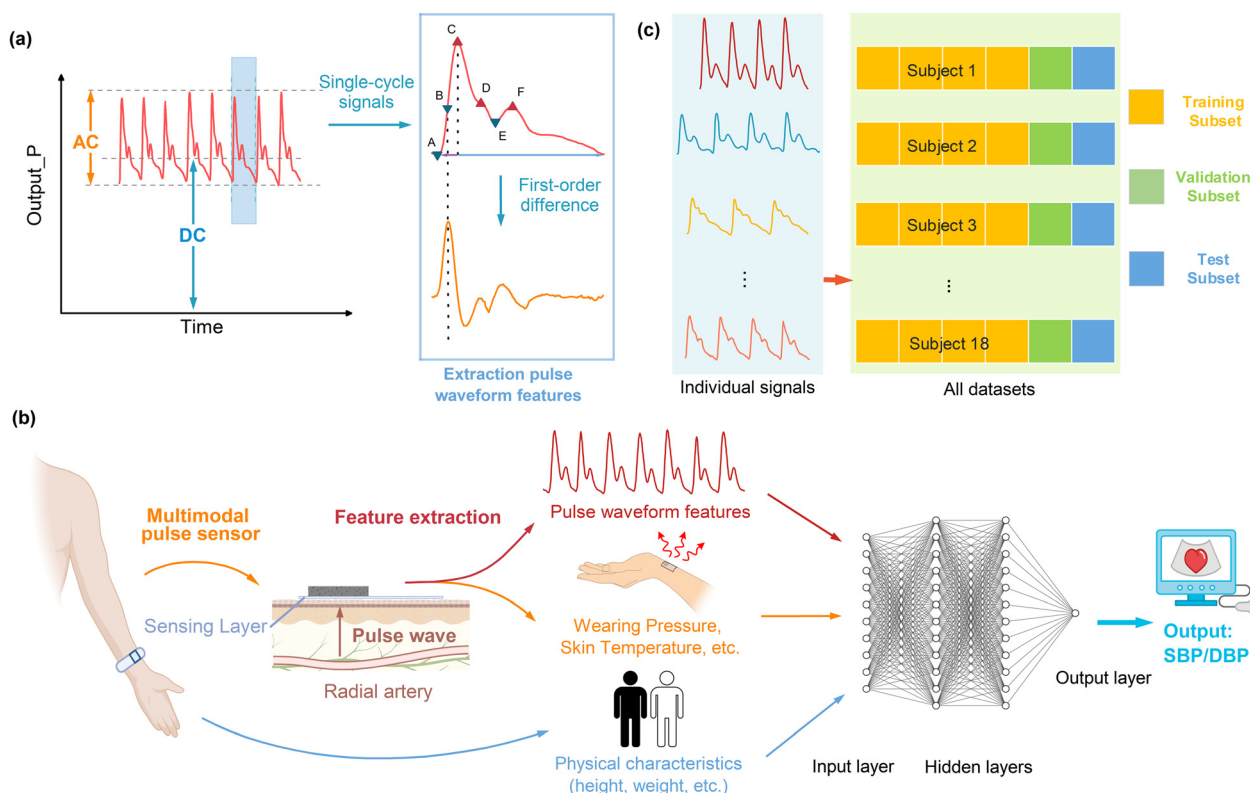 (a)
Output_P
AC
DC
Time
Single-cycle
signals
A
B
C
D
E
F
First-order
difference
Extraction pulse
waveform features
(c)
Individual signals
Subject 1
Subject 2
Subject 3
Subject 18
All datasets
Training
Subset
Validation
Subset
Test
Subset
(b)
Multimodal
pulse sensor
Sensing Layer
Pulse wave
Radial artery
Feature extraction
Pulse waveform features
Wearing Pressure,
Skin Temperature, etc.
Physical characteristics
(height, weight, etc.)
Input layer
Hidden layers
Output layer
Output:
SBP/DBP